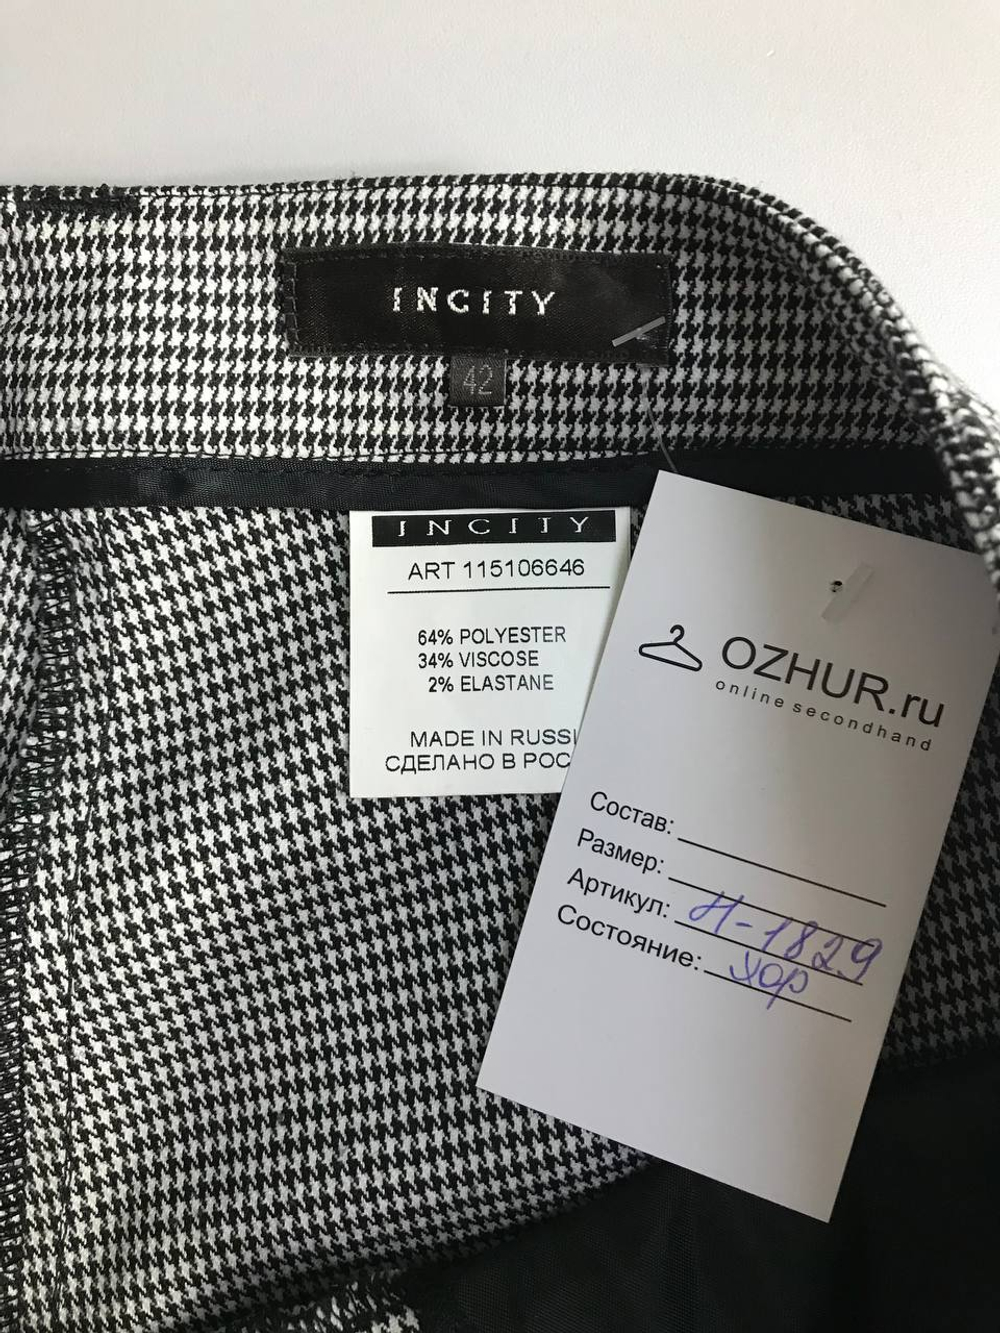 INCITY
42
INCITY
ART 115106646
64% POLYESTER
34% VISCOSE
2% ELASTANE
MADE IN RUSSI
СДЕЛАНО В РОС
OZHUR.ru
online secondhand
Состав:
Размер:
Артикул: Н-1829
Состояние: хор